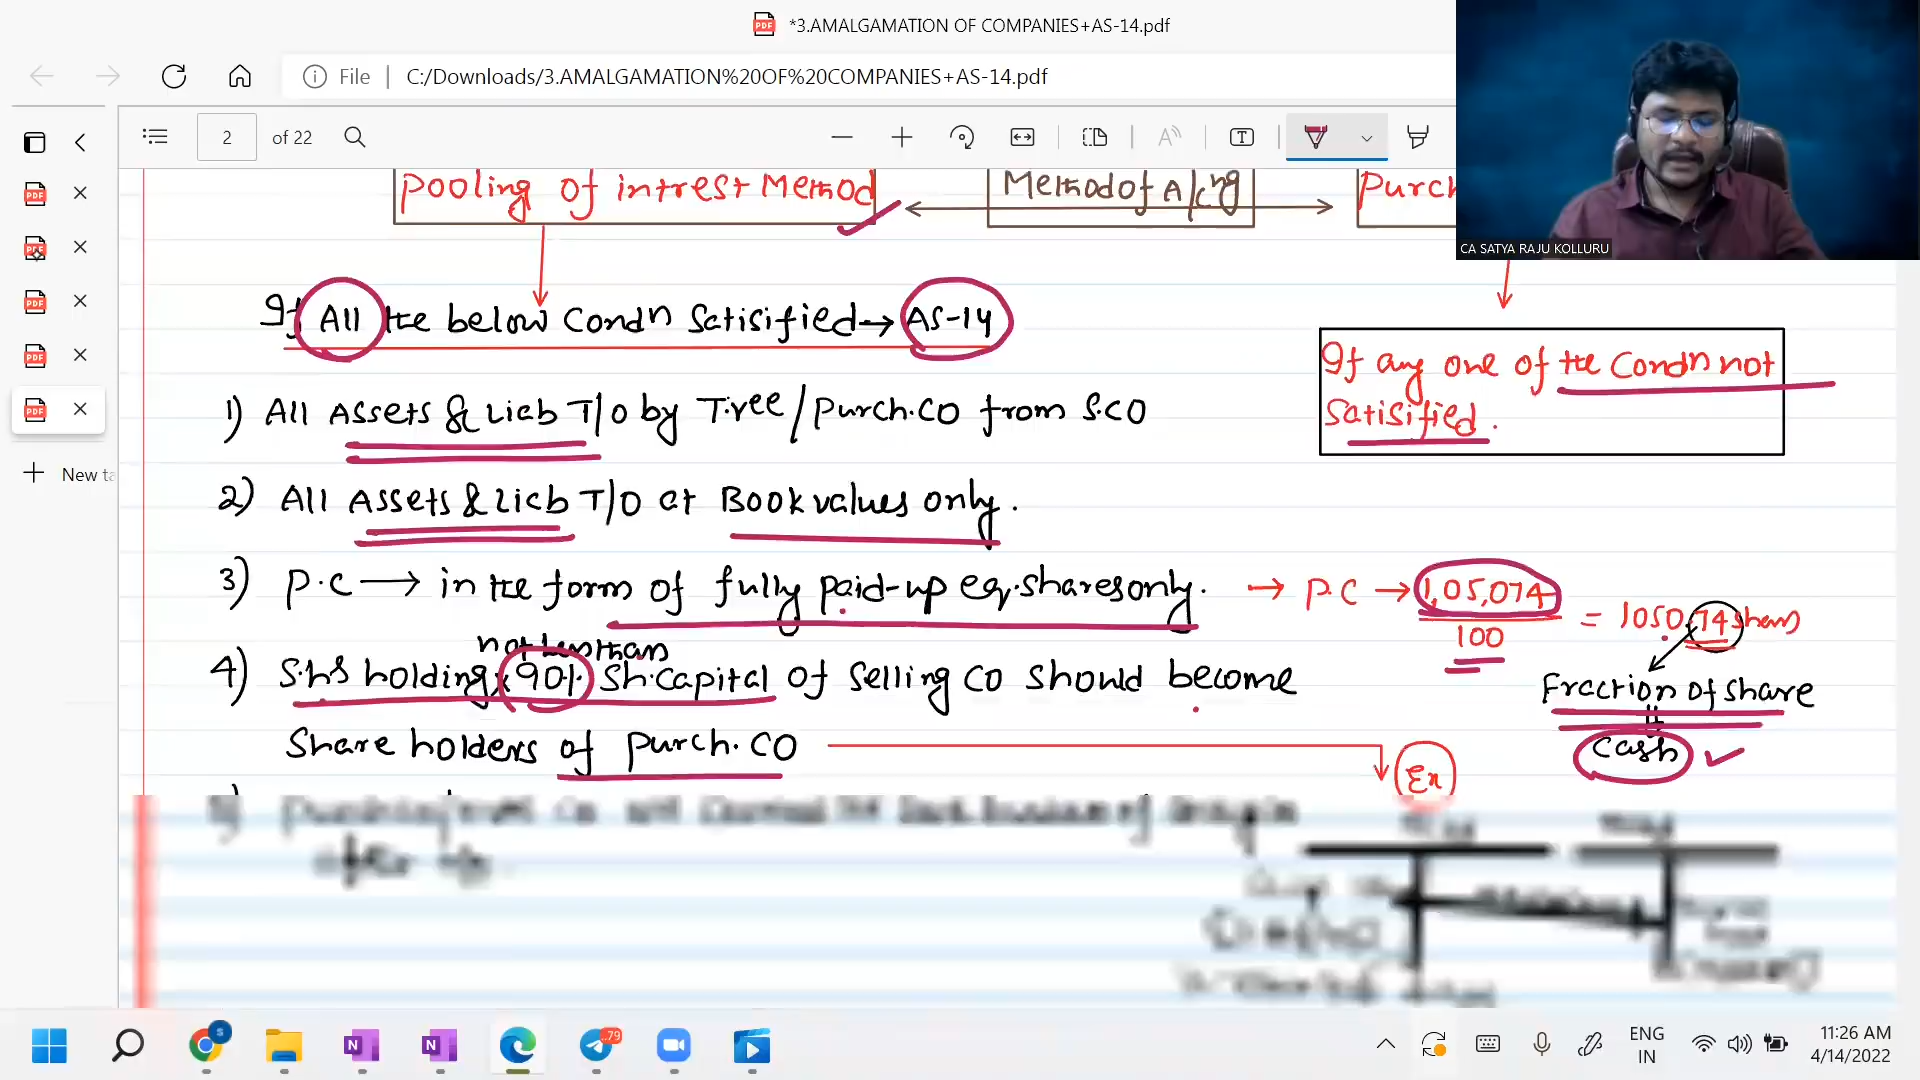 *3.AMALGAMATION OF COMPANIES+AS-14.pdf
File C:/Downloads/3.AMALGAMATION%20OF%20COMPANIES+AS-14.pdf
2 of 22
CA SATYA RAJU KOLLURU
New ta
Pooling of intrest Method
Method of A/cng
Purch
If All the below Condn Satisified → AS-14
If any one of the Condn not
Satisified.
1) All Assets & Liab T/o by T.ree/Purch.CO from S.CO
2) All Assets & Liab T/O at Book values only.
3) P.C → in the form of fully paid-up eq.shares only. → P.C → 1,05,074
100
= 1050.74 shares
not less than
4) S.hs holding 90% Sh.Capital of Selling CO should become
Share holders of Purch.CO
Fraction of share
Cash
Ex
79
ENG
IN
11:26 AM
4/14/2022